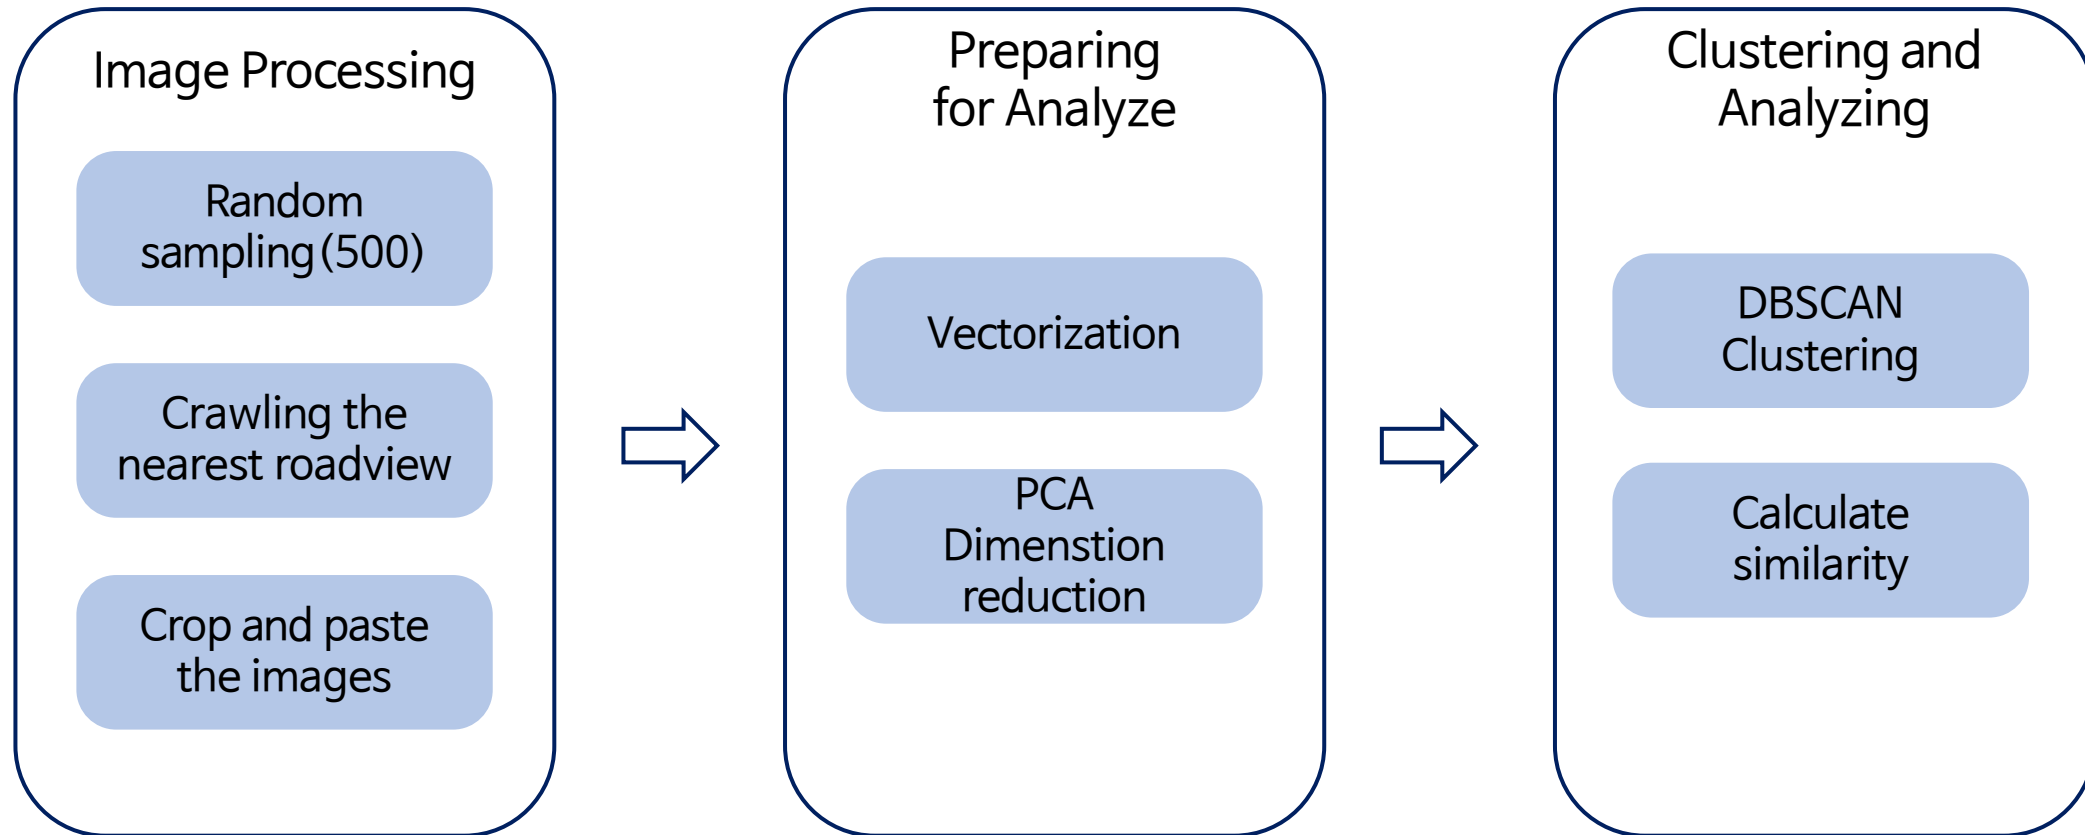 Image Processing
Random
sampling (500)
Crawling the
nearest roadview
Crop and paste
the images
Preparing
for Analyze
Vectorization
PCA
Dimenstion
reduction
Clustering and
Analyzing
DBSCAN
Clustering
Calculate
similarity